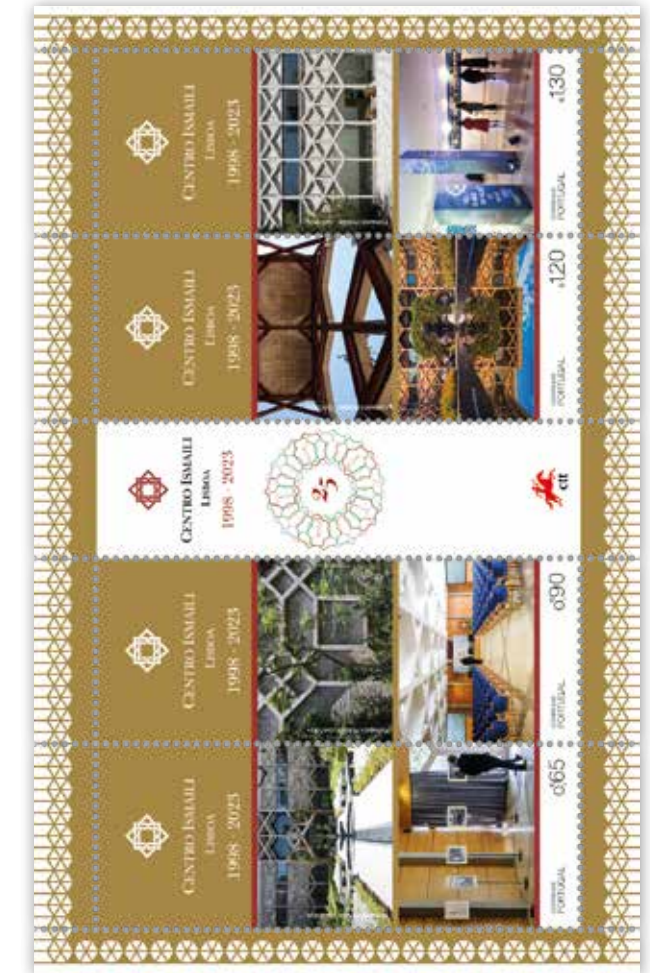 CENTRO ISMAILI
LISBOA
1998 - 2023
PORTUGAL €0,65
CENTRO ISMAILI
LISBOA
1998 - 2023
PORTUGAL €0,90
CENTRO ISMAILI
LISBOA
1998 - 2023
25
ctt
CENTRO ISMAILI
LISBOA
1998 - 2023
PORTUGAL €1,20
CENTRO ISMAILI
LISBOA
1998 - 2023
PORTUGAL €1,30